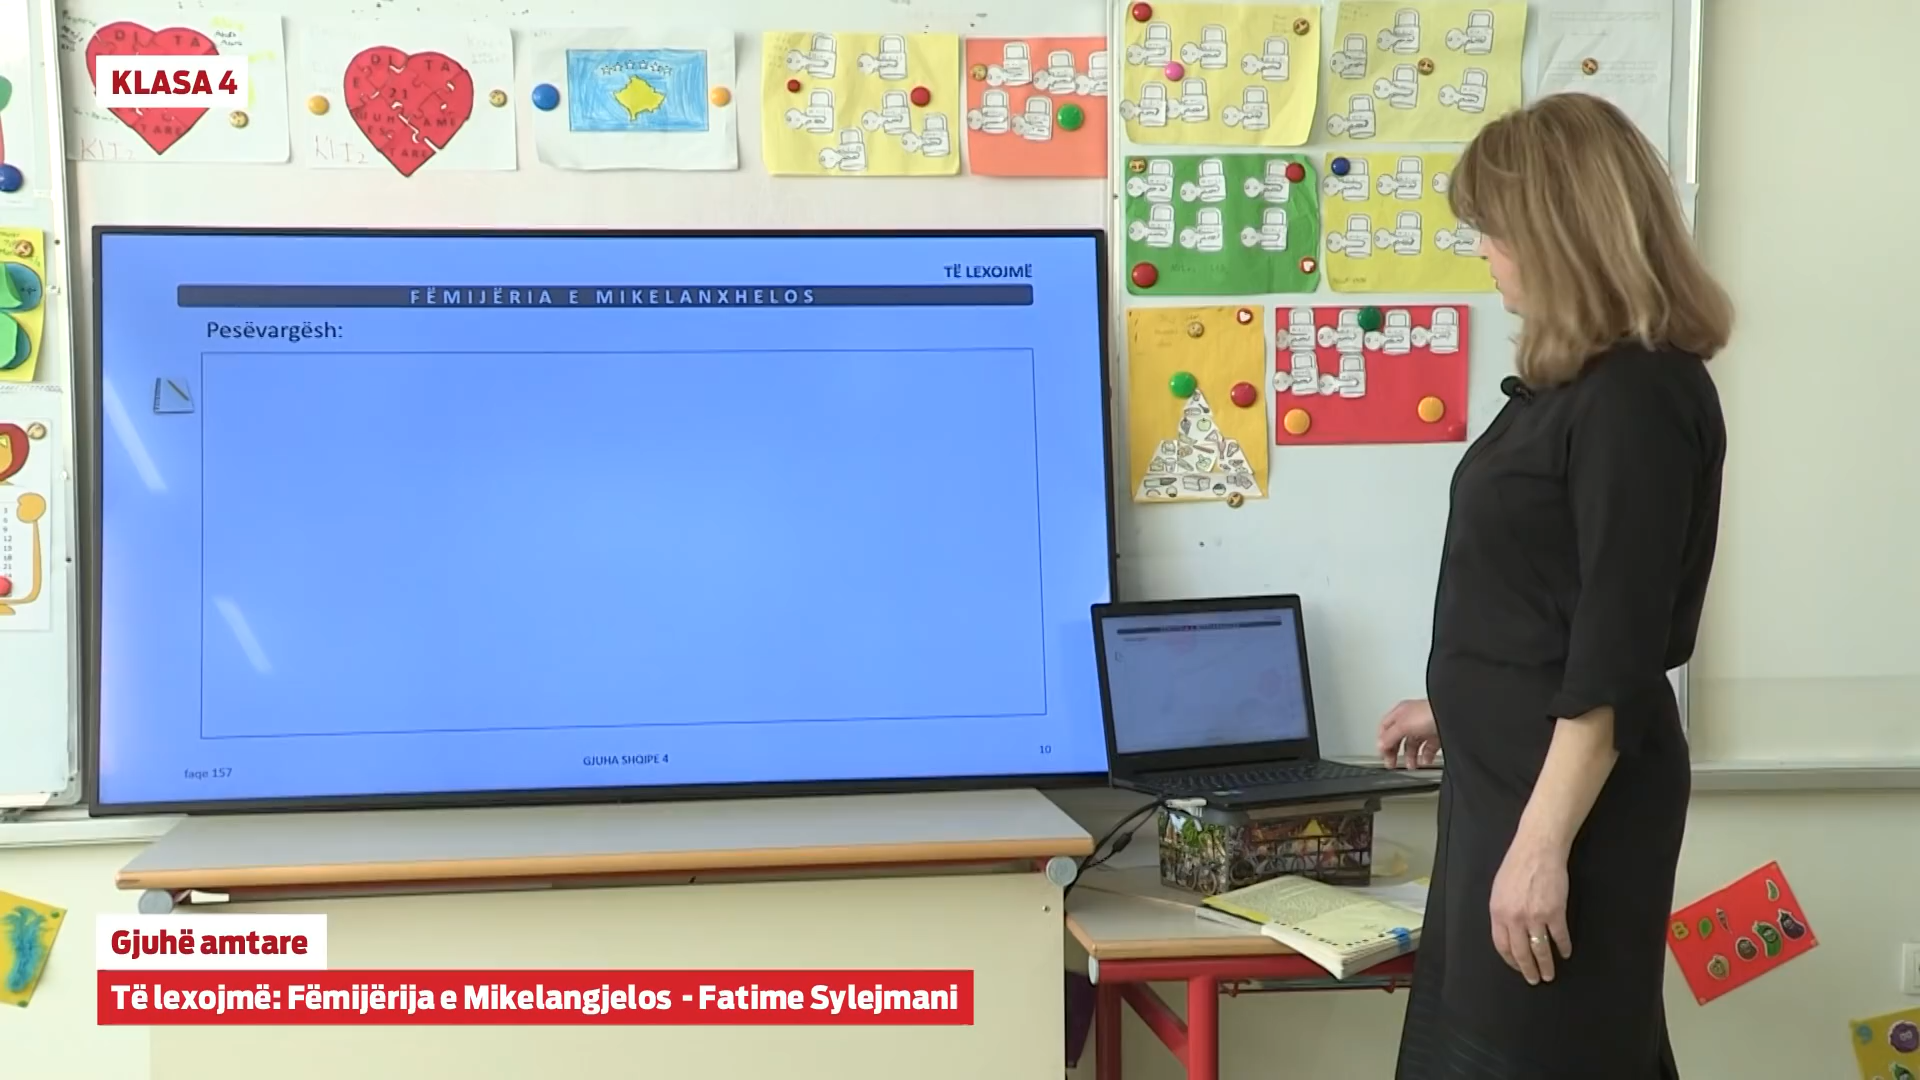 KLASA 4
TË LEXOJMË
FËMIJËRIA E MIKELANXHELOS
Pesëvargësh:
faqe 157
GJUHA SHQIPE 4
10
Gjuhë amtare
Të lexojmë: Fëmijërija e Mikelangjelos - Fatime Sylejmani